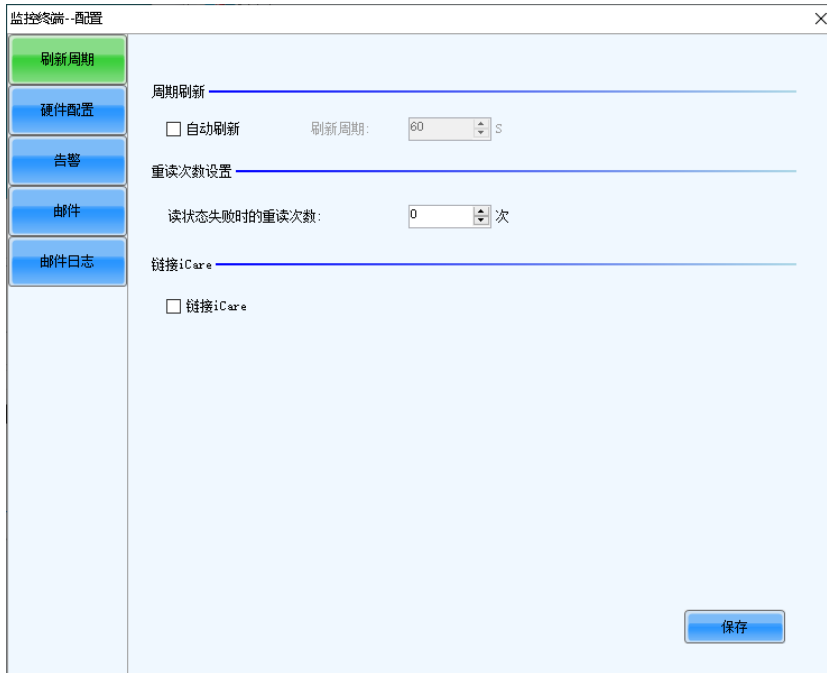 监控终端--配置
刷新周期
硬件配置
告警
邮件
邮件日志
周期刷新
自动刷新 刷新周期: 60 S
重读次数设置
读状态失败时的重读次数: 0 次
链接iCare
链接iCare
保存